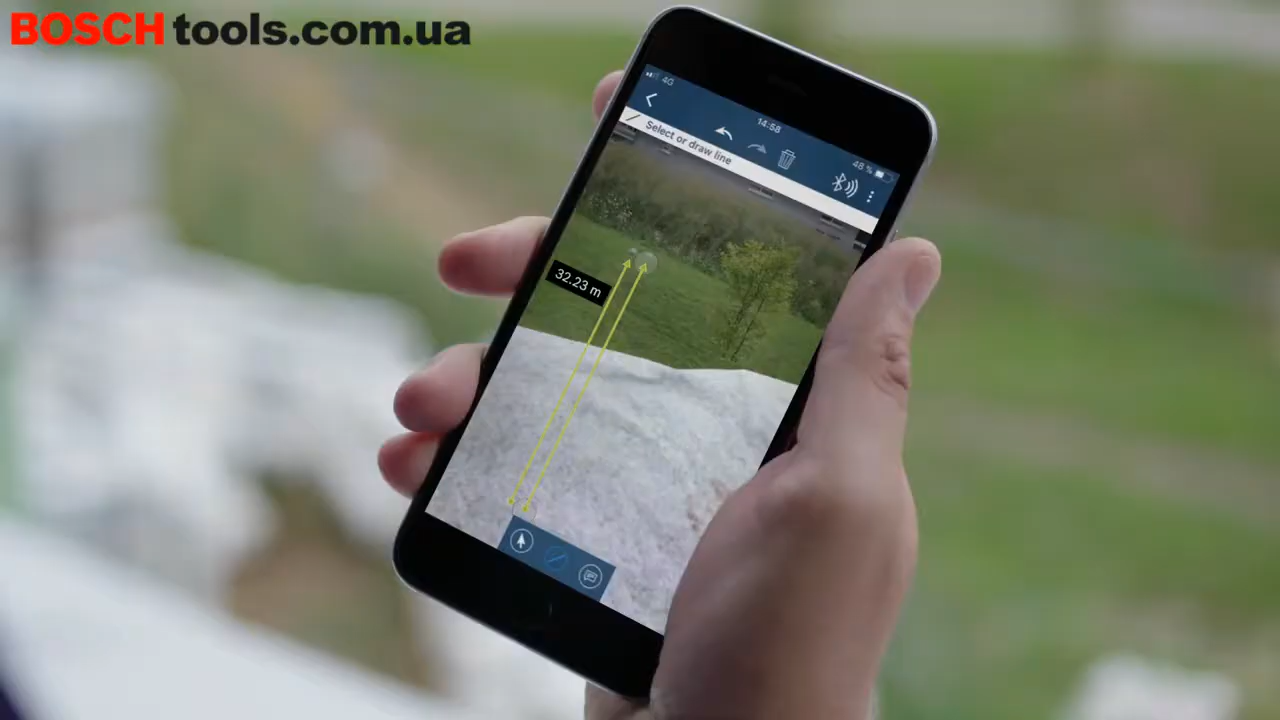 BOSCH tools.com.ua
4G
14:58
48 %
Select or draw line
32.23 m